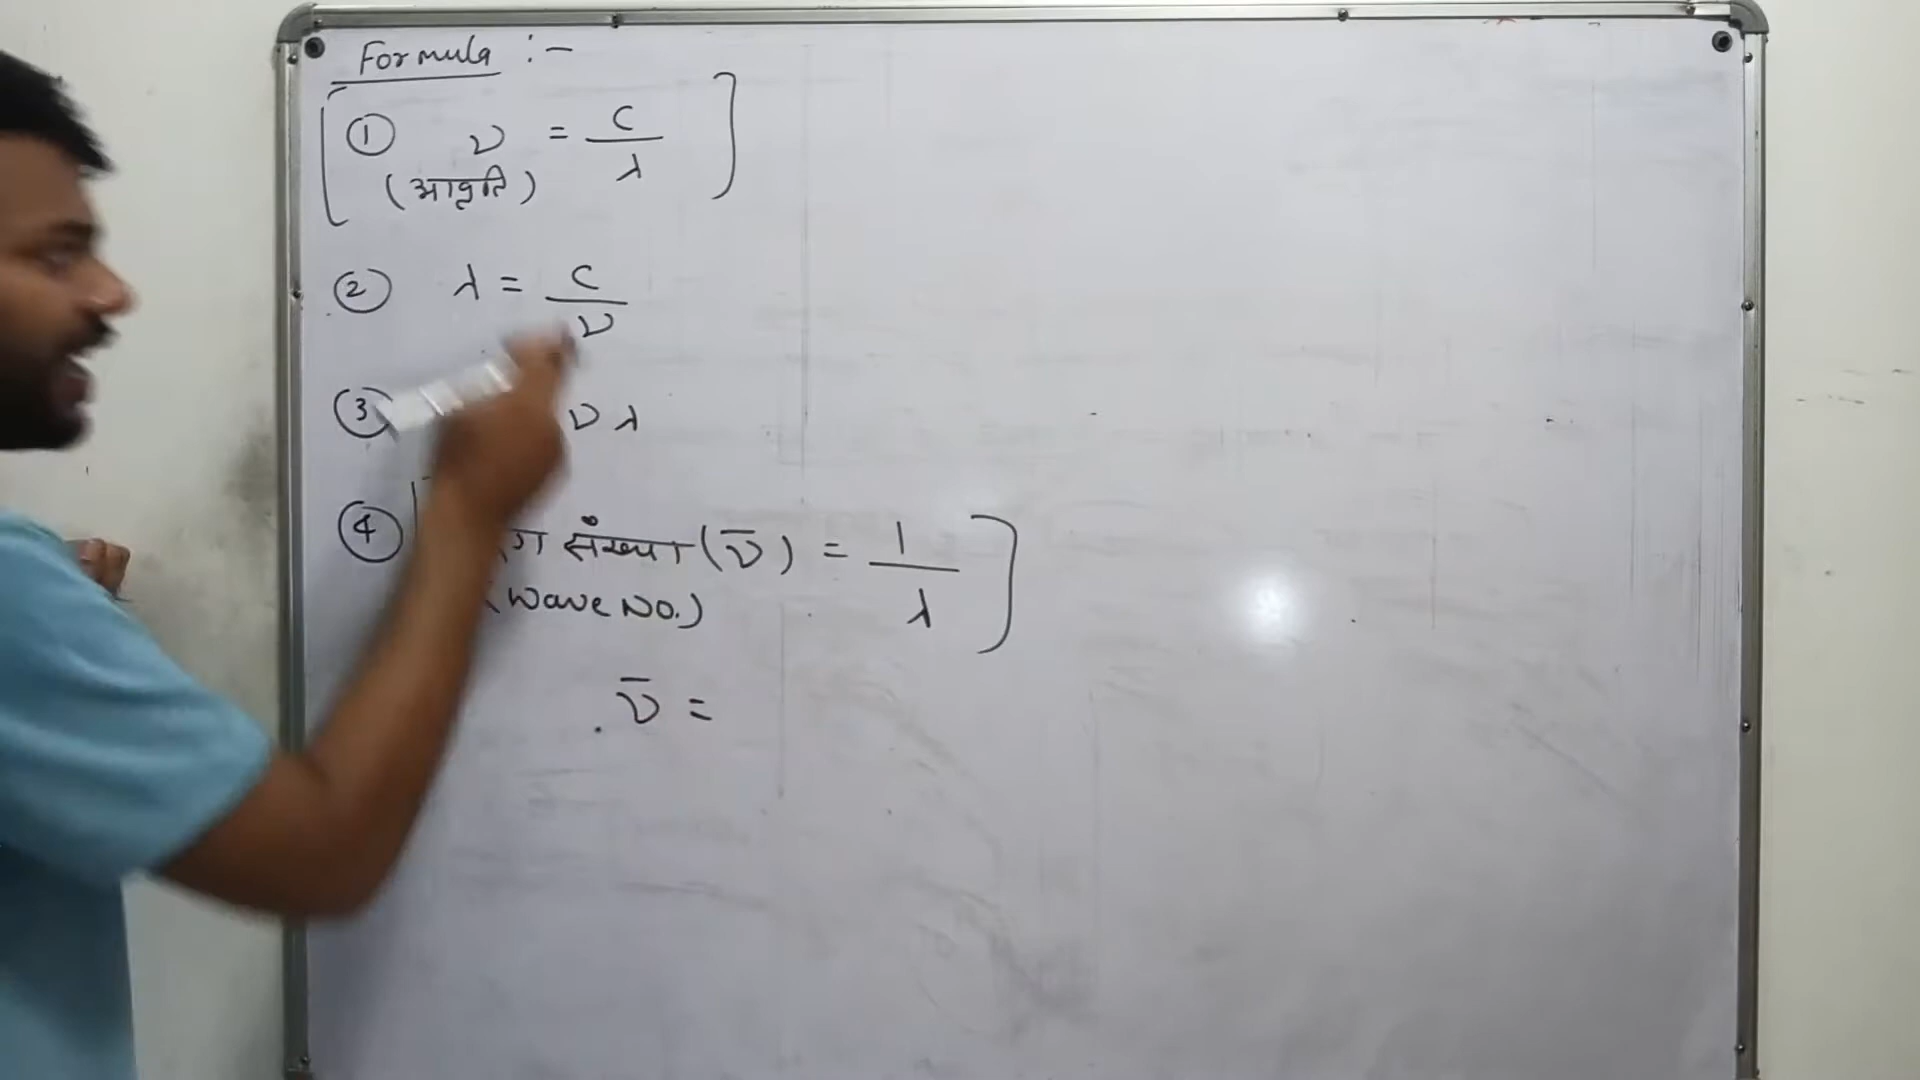 Formula :-
① ν = c/λ
(आवृति)
② λ = c/ν
③ ν λ
④ संख्या (ν̄) = 1/λ
(Wave No.)
ν̄ =